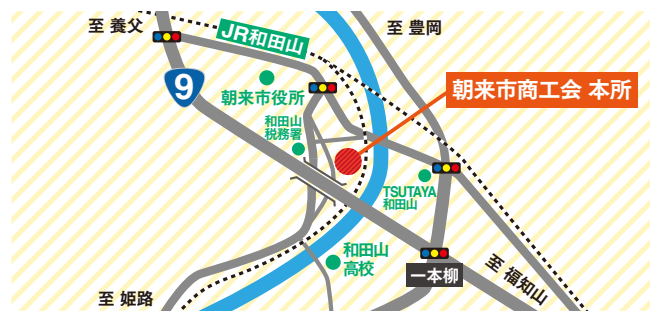 至 養父
至 豊岡
JR和田山
9
朝来市役所
朝来市商工会 本所
和田山
税務署
TSUTAYA
和田山
和田山
高校
一本柳
至 福知山
至 姫路